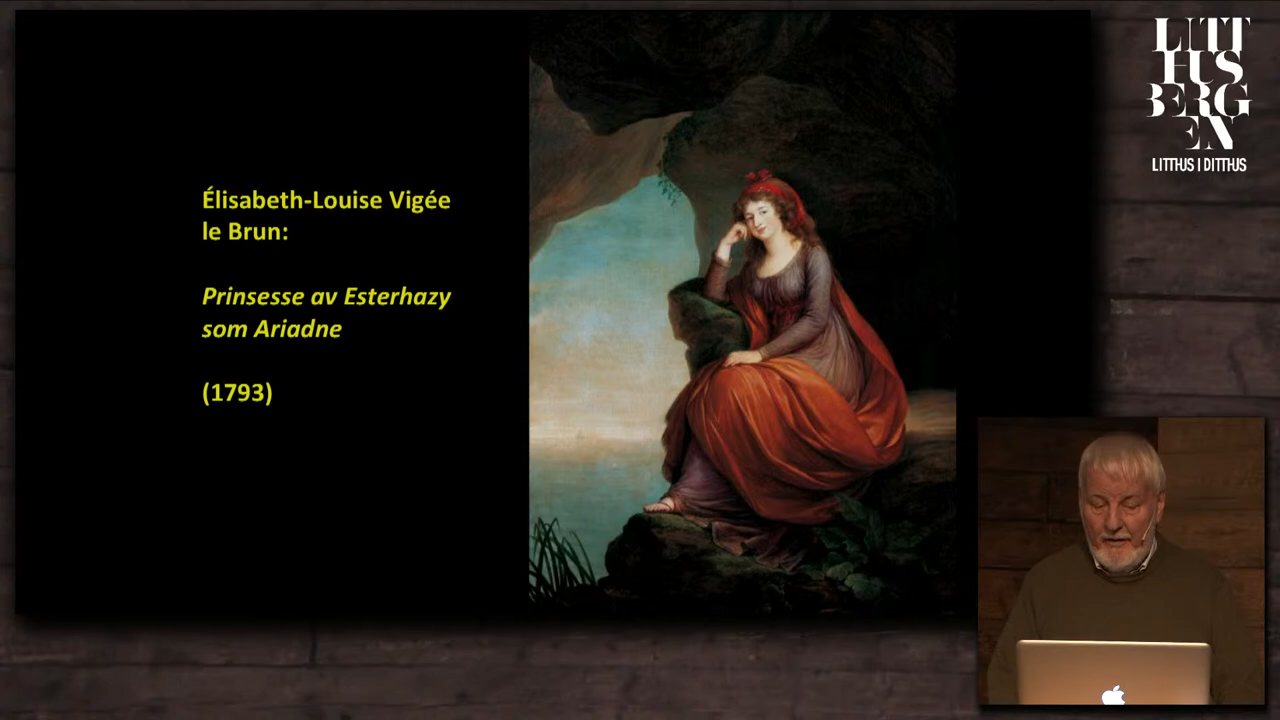 Élisabeth-Louise Vigée
le Brun:
Prinsesse av Esterhazy
som Ariadne
(1793)
LITT
HUS
BERG
EN
LITTHUS I DITTHUS